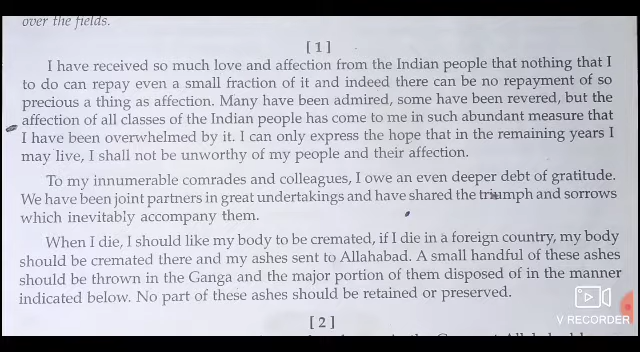 over the fields.
[1]
I have received so much love and affection from the Indian people that nothing that I
to do can repay even a small fraction of it and indeed there can be no repayment of so
precious a thing as affection. Many have been admired, some have been revered, but the
affection of all classes of the Indian people has come to me in such abundant measure that
I have been overwhelmed by it. I can only express the hope that in the remaining years I
may live, I shall not be unworthy of my people and their affection.
To my innumerable comrades and colleagues, I owe an even deeper debt of gratitude.
We have been joint partners in great undertakings and have shared the triumph and sorrows
which inevitably accompany them.
When I die, I should like my body to be cremated, if I die in a foreign country, my body
should be cremated there and my ashes sent to Allahabad. A small handful of these ashes
should be thrown in the Ganga and the major portion of them disposed of in the manner
indicated below. No part of these ashes should be retained or preserved.
V RECORDER
[2]